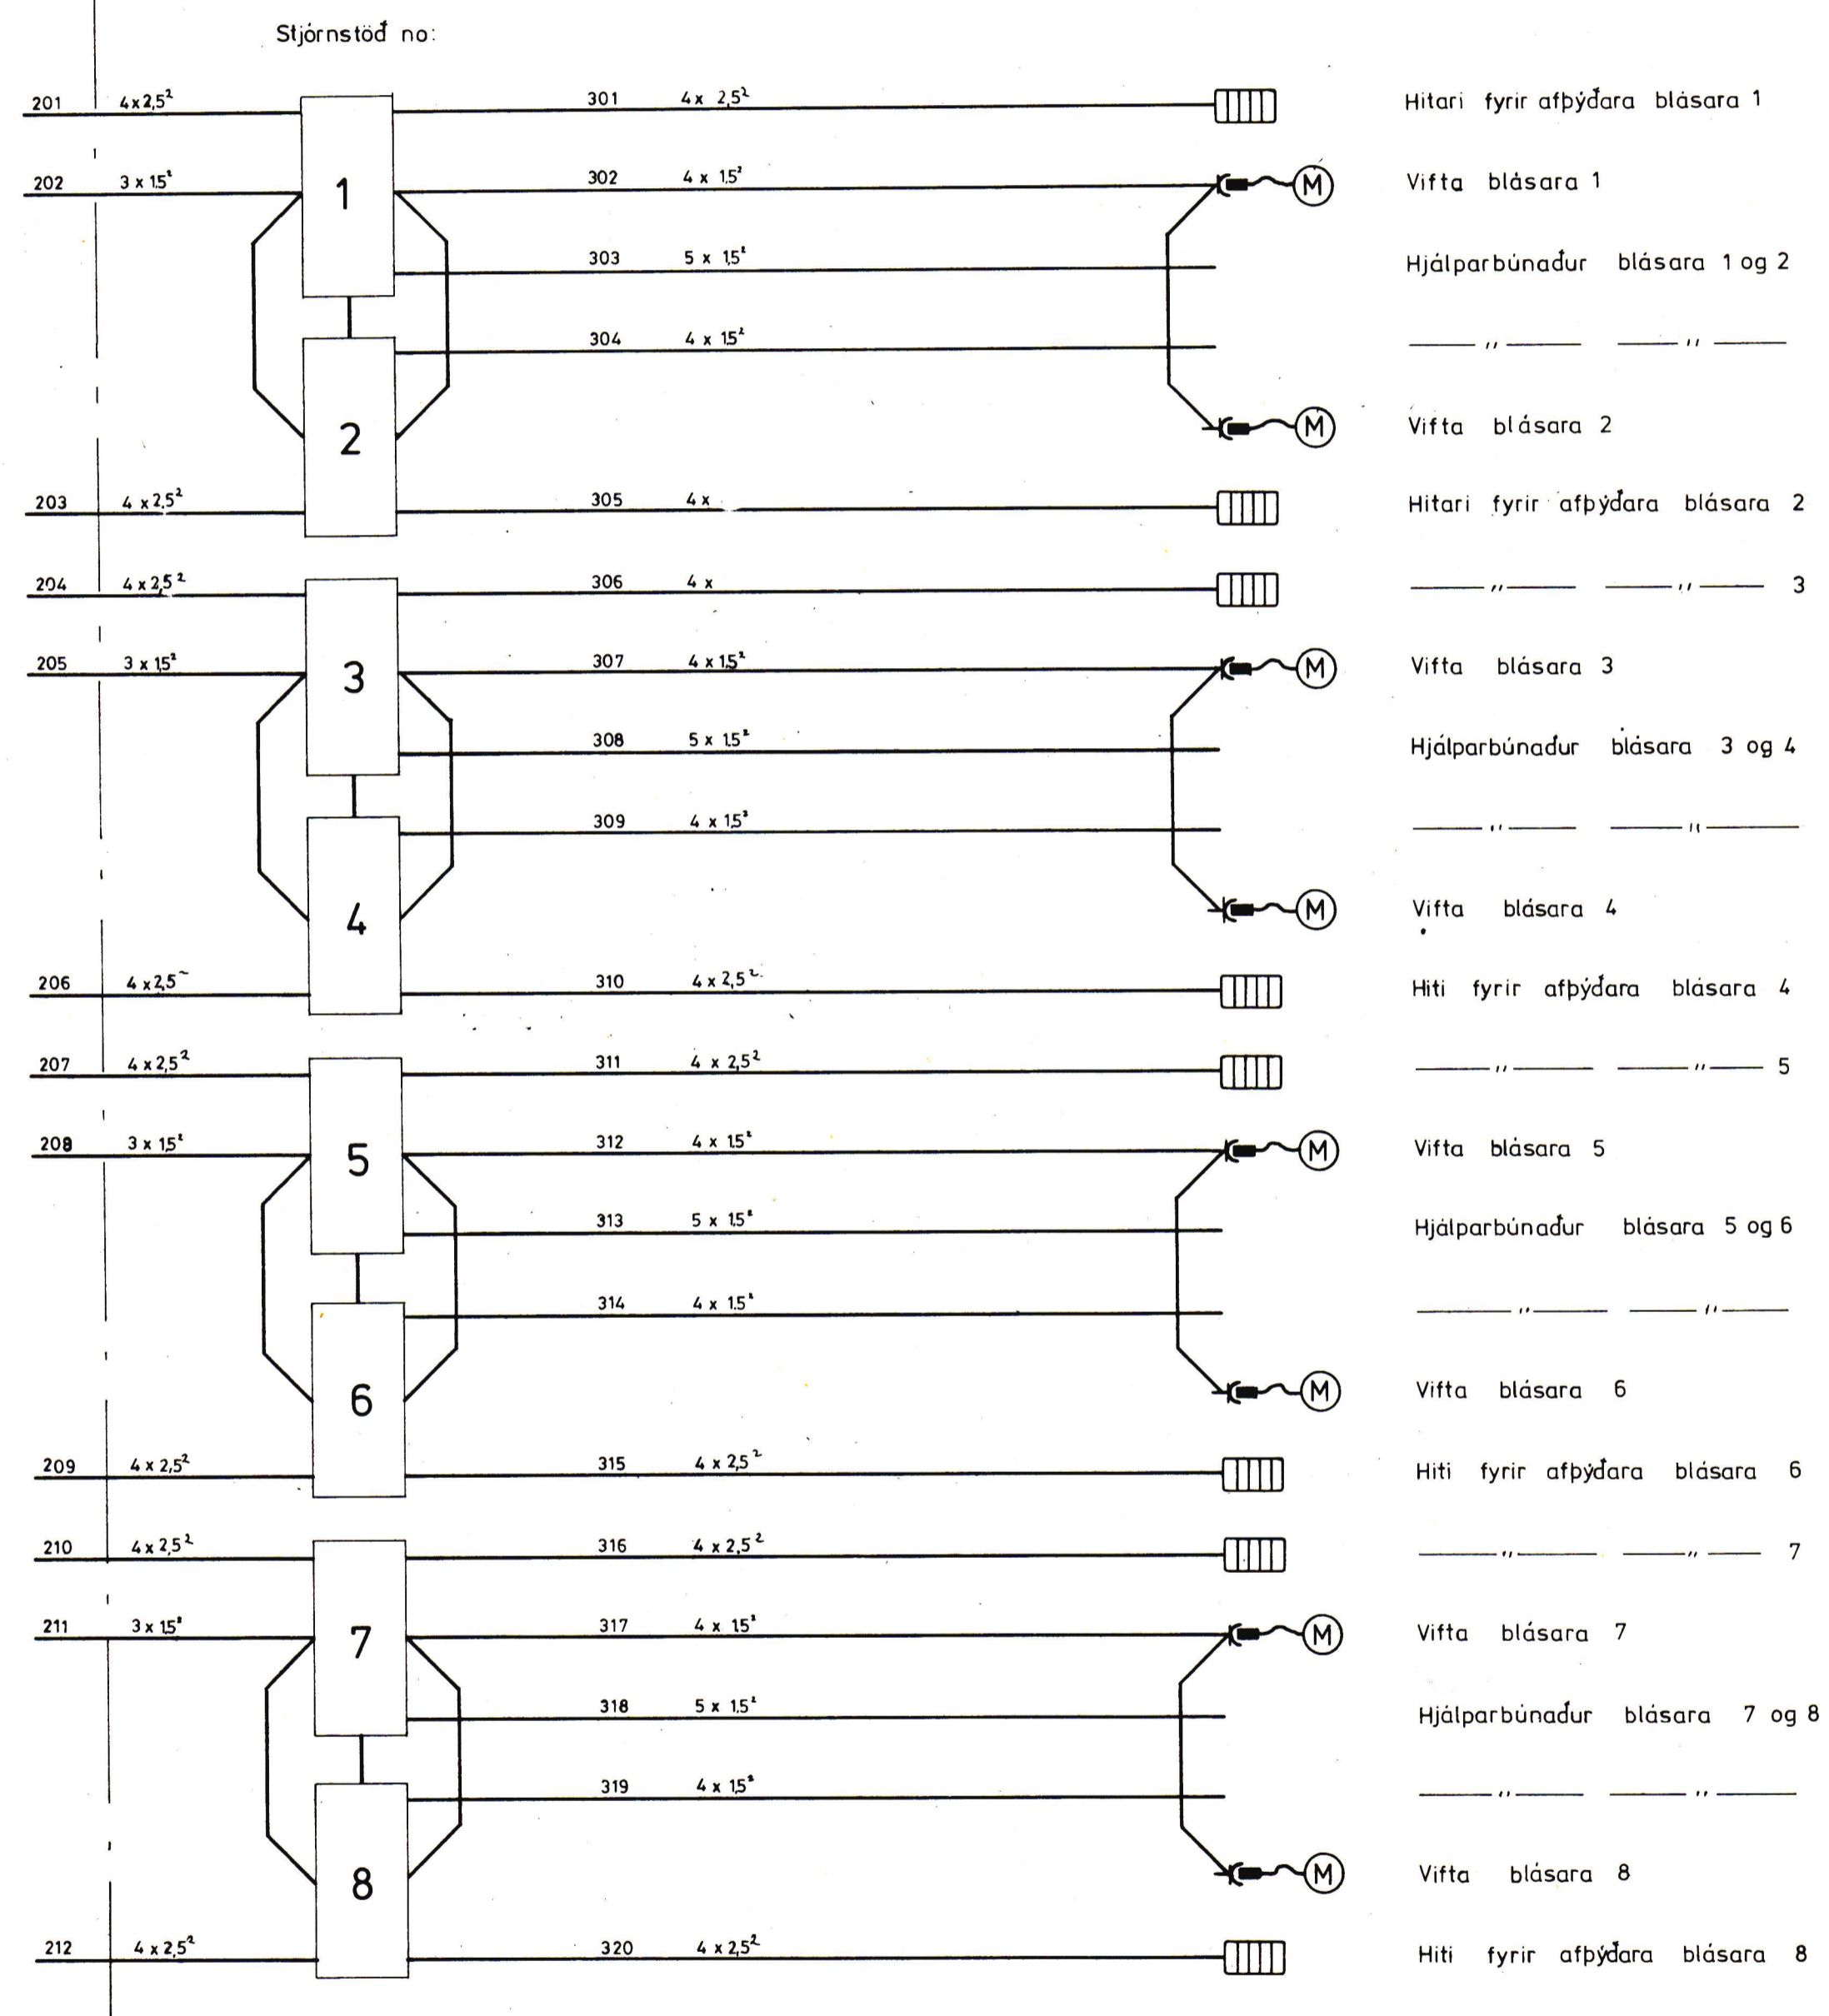 Stjórnstöð no:
201 4x2,5² 301 4x 2,5² Hitari fyrir afþýðara blásara 1
202 3 x 1,5² 1 302 4 x 1,5² M Vifta blásara 1
303 5 x 1,5² Hjálparbúnaður blásara 1 og 2
304 4 x 1,5² —— " —— —— " ——
2 M Vifta blásara 2
203 4 x 2,5² 305 4 x Hitari fyrir afþýðara blásara 2
204 4 x 2,5² 306 4 x —— " —— —— " —— 3
205 3 x 1,5² 3 307 4 x 1,5² M Vifta blásara 3
308 5 x 1,5² Hjálparbúnaður blásara 3 og 4
309 4 x 1,5² —— " —— —— " ——
4 M Vifta blásara 4
206 4 x 2,5 310 4 x 2,5² Hiti fyrir afþýðara blásara 4
207 4 x 2,5² 311 4 x 2,5² —— " —— —— " —— 5
208 3 x 1,5² 5 312 4 x 1,5² M Vifta blásara 5
313 5 x 1,5² Hjálparbúnaður blásara 5 og 6
314 4 x 1,5² —— " —— —— " ——
6 M Vifta blásara 6
209 4 x 2,5² 315 4 x 2,5² Hiti fyrir afþýðara blásara 6
210 4 x 2,5² 316 4 x 2,5² —— " —— —— " —— 7
211 3 x 1,5² 7 317 4 x 1,5² M Vifta blásara 7
318 5 x 1,5² Hjálparbúnaður blásara 7 og 8
319 4 x 1,5² —— " —— —— " ——
8 M Vifta blásara 8
212 4 x 2,5² 320 4 x 2,5² Hiti fyrir afþýðara blásara 8